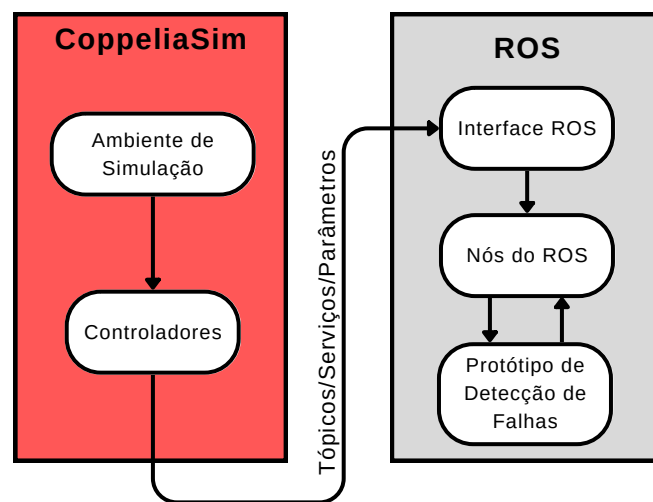 CoppeliaSim
Ambiente de
Simulação
Controladores
Tópicos/Serviços/Parâmetros
ROS
Interface ROS
Nós do ROS
Protótipo de
Detecção de
Falhas